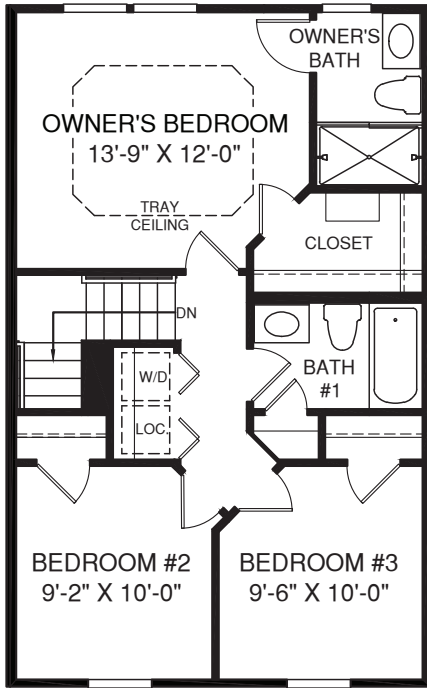 OWNER'S
BATH
OWNER'S BEDROOM
13'-9" X 12'-0"
TRAY
CEILING
CLOSET
DN
W/D
LOC.
BATH
#1
BEDROOM #2
9'-2" X 10'-0"
BEDROOM #3
9'-6" X 10'-0"